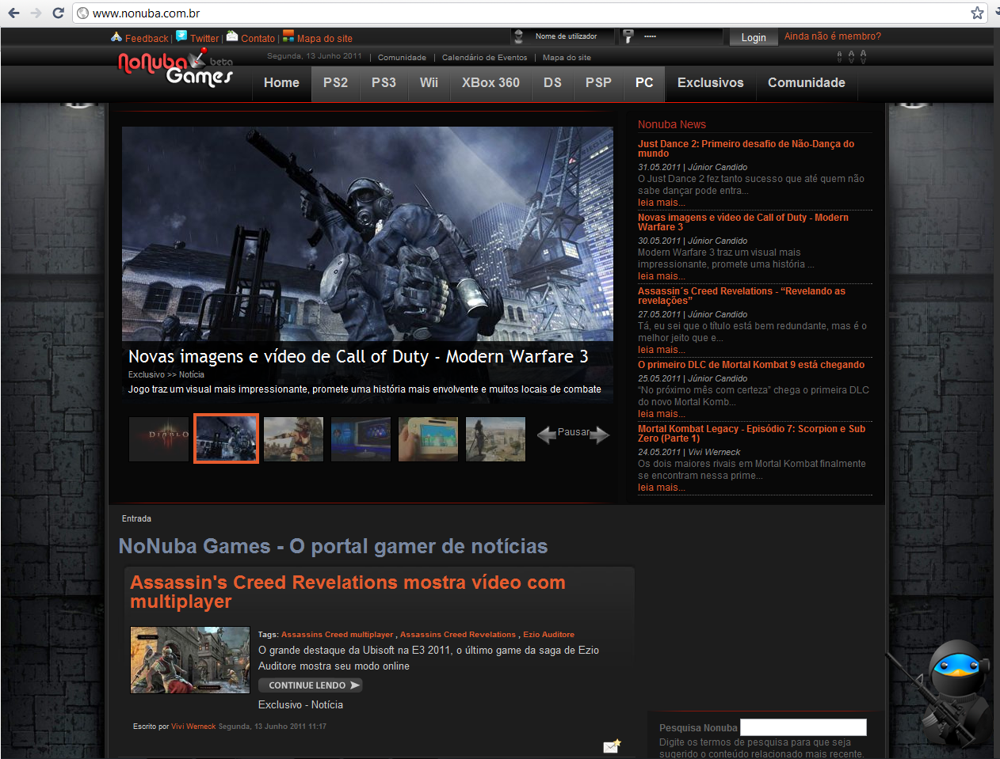 www.nonuba.com.br
Feedback | Twitter | Contato | Mapa do site
Nome de utilizador
Login
Ainda não é membro?
NoNuba beta
Games
Segunda, 13 Junho 2011 | Comunidade | Calendário de Eventos | Mapa do site
A A A
Home PS2 PS3 Wii XBox 360 DS PSP PC Exclusivos Comunidade
Novas imagens e vídeo de Call of Duty - Modern Warfare 3
Exclusivo >> Notícia
Jogo traz um visual mais impressionante, promete uma história mais envolvente e muitos locais de combate
DIABLO
Pausar
Nonuba News
Just Dance 2: Primeiro desafio de Não-Dança do
mundo
31.05.2011 | Júnior Candido
O Just Dance 2 fez tanto sucesso que até quem não
sabe dançar pode entra...
leia mais...
Novas imagens e vídeo de Call of Duty - Modern
Warfare 3
30.05.2011 | Júnior Candido
Modern Warfare 3 traz um visual mais
impressionante, promete uma história ...
leia mais...
Assassin´s Creed Revelations - “Revelando as
revelações”
27.05.2011 | Júnior Candido
Tá, eu sei que o título está bem redundante, mas é o
melhor jeito que e...
leia mais...
O primeiro DLC de Mortal Kombat 9 está chegando
25.05.2011 | Júnior Candido
“No próximo mês com certeza” chega o primeira DLC
do novo Mortal Komb...
leia mais...
Mortal Kombat Legacy - Episódio 7: Scorpion e Sub
Zero (Parte 1)
24.05.2011 | Vivi Werneck
Os dois maiores rivais em Mortal Kombat finalmente
se encontram nessa prime...
leia mais...
Entrada
NoNuba Games - O portal gamer de notícias
Assassin's Creed Revelations mostra vídeo com
multiplayer
Tags: Assassins Creed multiplayer , Assassins Creed Revelations , Ezio Auditore
O grande destaque da Ubisoft na E3 2011, o último game da saga de Ezio
Auditore mostra seu modo online
CONTINUE LENDO
Exclusivo - Notícia
Escrito por Vivi Werneck Segunda, 13 Junho 2011 11:17
Pesquisa Nonuba
Digite os termos de pesquisa para que seja
sugerido o conteúdo relacionado mais recente.